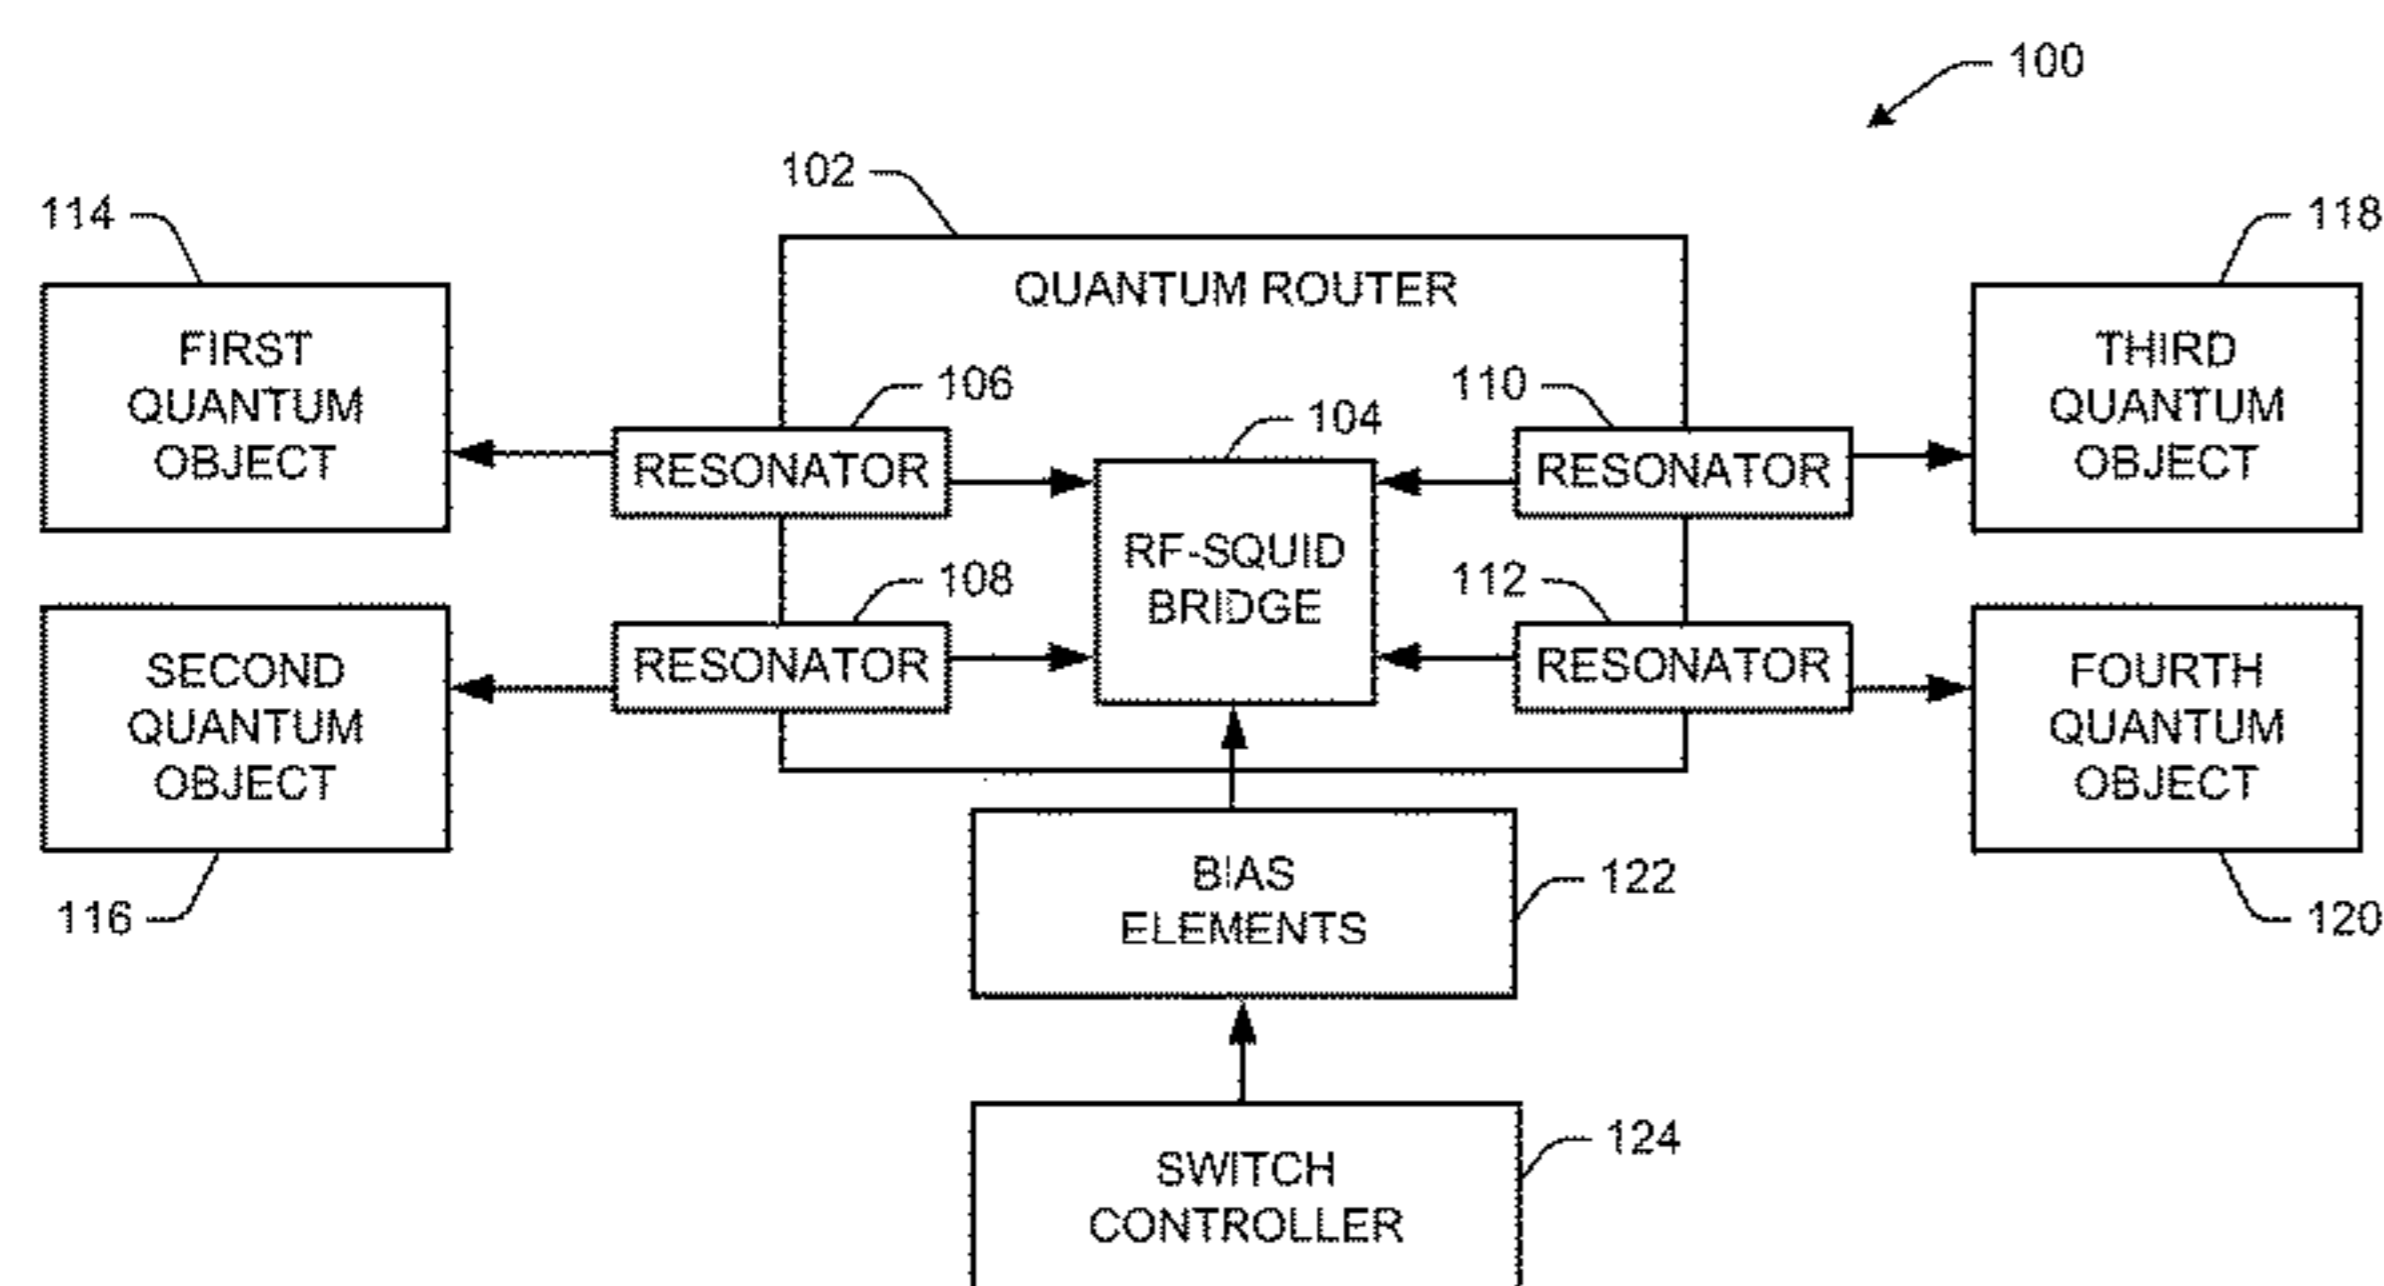 100
102
114
118
QUANTUM ROUTER
FIRST
QUANTUM
OBJECT
THIRD
QUANTUM
OBJECT
106
110
104
RESONATOR
RESONATOR
RF-SQUID
BRIDGE
108
112
RESONATOR
RESONATOR
SECOND
QUANTUM
OBJECT
FOURTH
QUANTUM
OBJECT
116
120
BIAS
ELEMENTS
122
SWITCH
CONTROLLER
124